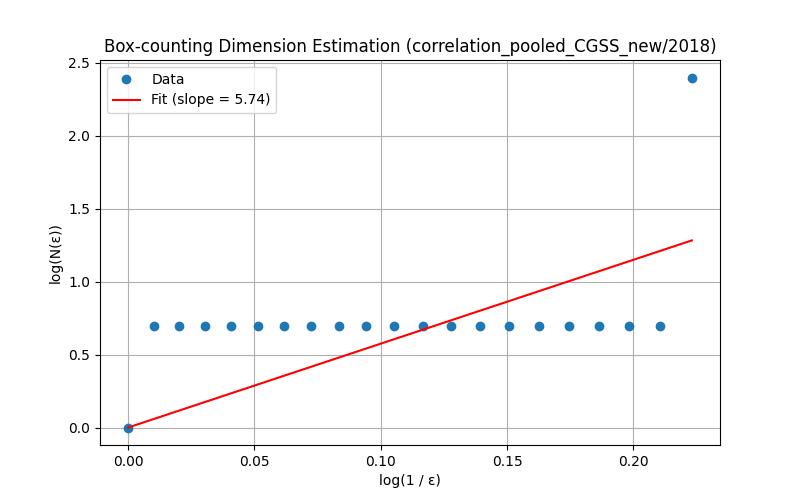 Box-counting Dimension Estimation (correlation_pooled_CGSS_new/2018)
Data
Fit (slope = 5.74)
2.5
2.0
1.5
1.0
0.5
0.0
log(N(ε))
0.00 0.05 0.10 0.15 0.20
log(1 / ε)